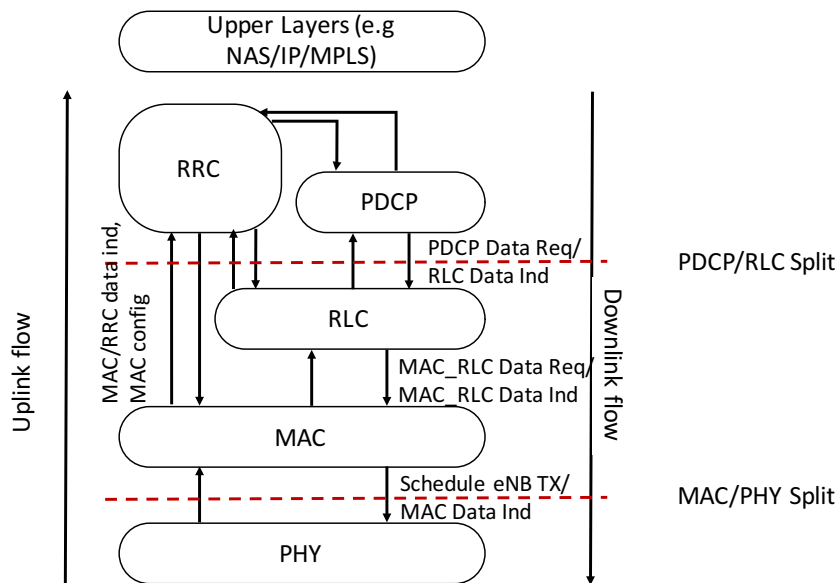 Upper Layers (e.g
NAS/IP/MPLS)
RRC
PDCP
PDCP Data Req/
RLC Data Ind
PDCP/RLC Split
MAC/RRC data ind,
MAC config
RLC
Uplink flow
Downlink flow
MAC_RLC Data Req/
MAC_RLC Data Ind
MAC
Schedule eNB TX/
MAC Data Ind
MAC/PHY Split
PHY